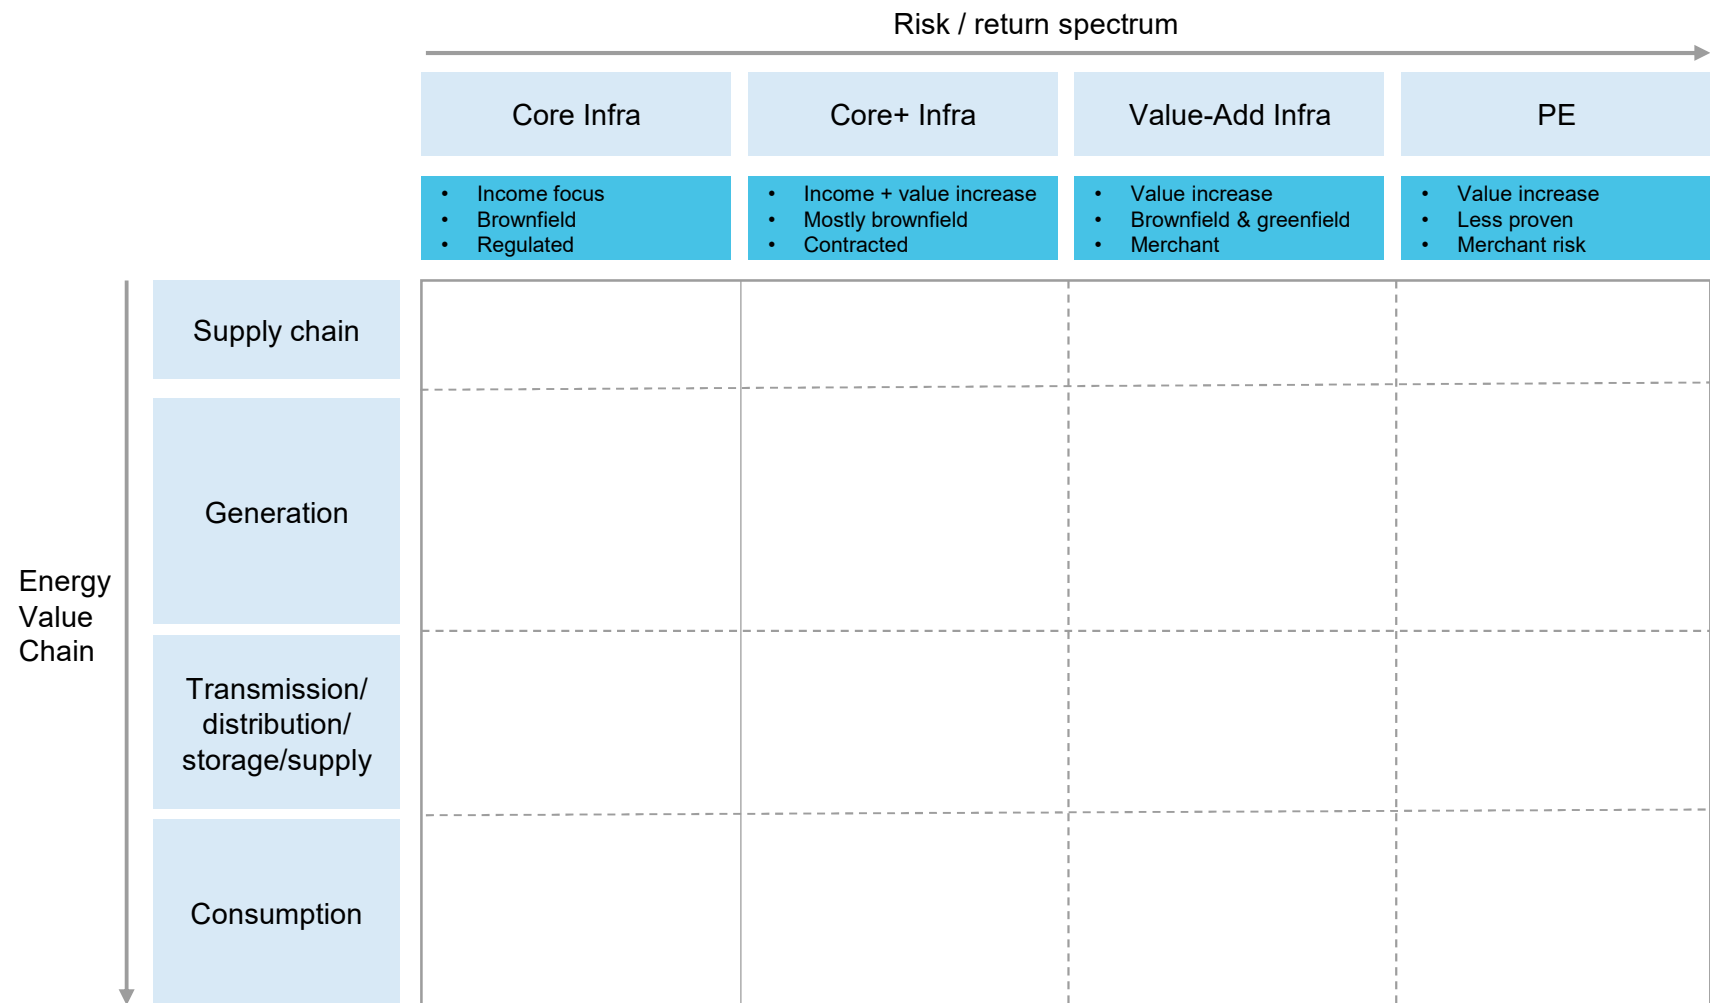 Risk / return spectrum
Core Infra
Core+ Infra
Value-Add Infra
PE
• Income focus
• Brownfield
• Regulated
• Income + value increase
• Mostly brownfield
• Contracted
• Value increase
• Brownfield & greenfield
• Merchant
• Value increase
• Less proven
• Merchant risk
Energy
Value
Chain
Supply chain
Generation
Transmission/
distribution/
storage/supply
Consumption